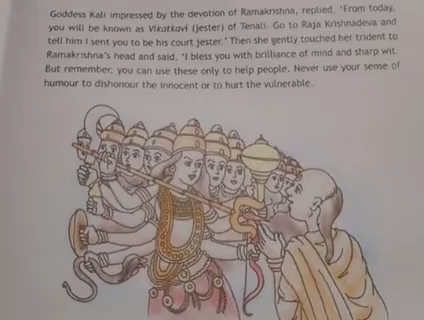 Goddess Kali impressed by the devotion of Ramakrishna, replied, 'From today,
you will be known as Vikatkavi (jester) of Tenali. Go to Raja Krishnadeva and
tell him I sent you to be his court jester.' Then she gently touched her trident to
Ramakrishna's head and said, 'I bless you with brilliance of mind and sharp wit.
But remember, you can use these only to help people. Never use your sense of
humour to dishonour the innocent or to hurt the vulnerable.